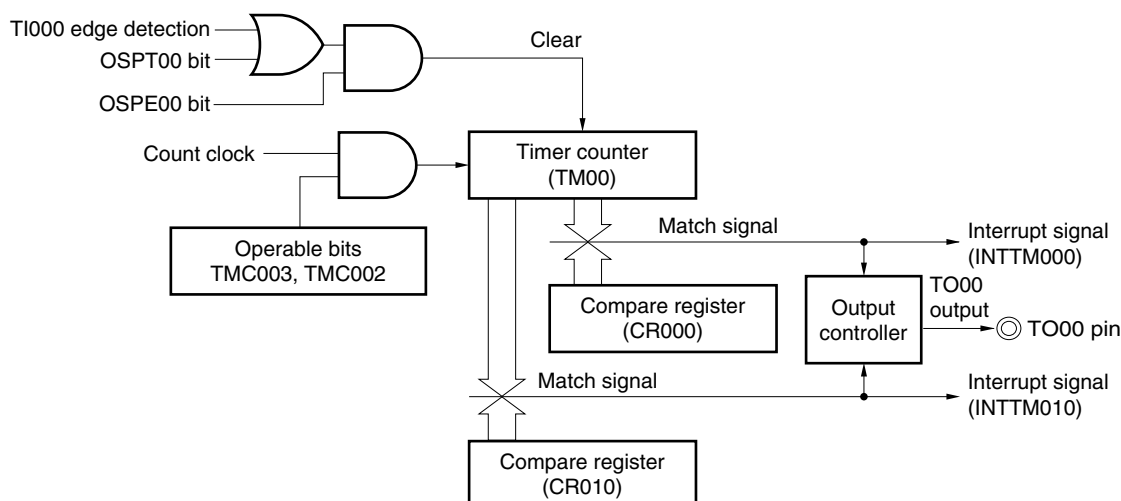 TI000 edge detection
OSPT00 bit
OSPE00 bit
Clear
Count clock
Timer counter
(TM00)
Operable bits
TMC003, TMC002
Match signal
Interrupt signal
(INTTM000)
Compare register
(CR000)
Output
controller
TO00
output
TO00 pin
Match signal
Interrupt signal
(INTTM010)
Compare register
(CR010)